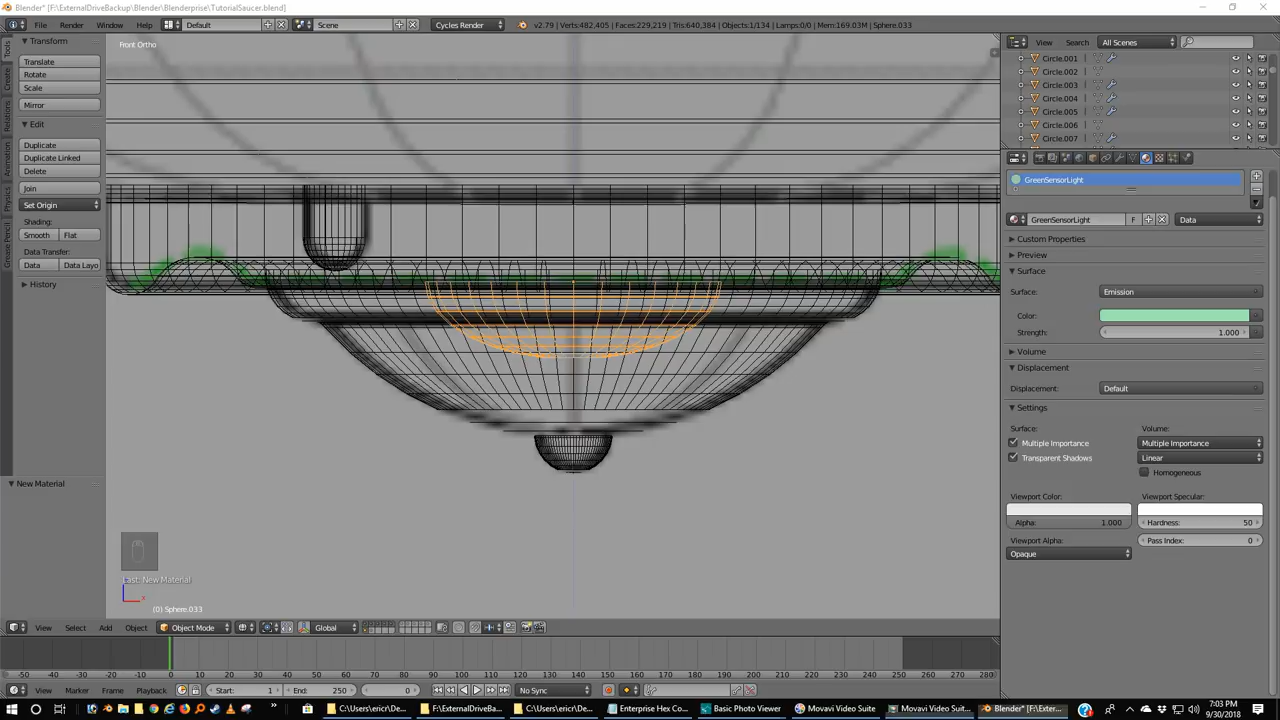 Blender* [F:\ExternalDriveBackup\Blender\Blenderprise\TutorialSaucer.blend]
File Render Window Help Default Scene Cycles Render v2.79 | Verts:482,405 | Faces:229,219 | Tris:640,384 | Objects:1/134 | Lamps:0/0 | Mem:169.03M | Sphere.033
Transform
Translate
Rotate
Scale
Mirror
Edit
Duplicate
Duplicate Linked
Delete
Join
Set Origin
Shading:
Smooth Flat
Data Transfer:
Data Data Layo
History
New Material
Tools
Create
Relations
Animation
Physics
Grease Pencil
Front Ortho
Last: New Material
x
(0) Sphere.033
View Select Add Object Object Mode Global
View Search All Scenes
Circle.001
Circle.002
Circle.003
Circle.004
Circle.005
Circle.006
Circle.007
GreenSensorLight
GreenSensorLight F Data
Custom Properties
Preview
Surface
Surface: Emission
Color:
Strength: 1.000
Volume
Displacement
Displacement: Default
Settings
Surface: Volume:
Multiple Importance Multiple Importance
Transparent Shadows Linear
Homogeneous
Viewport Color: Viewport Specular:
Alpha: 1.000 Hardness: 50
Viewport Alpha: Pass Index: 0
Opaque
-50 -40 -30 -20 -10 0 10 20 30 40 50 60 70 80 90 100 110 120 130 140 150 160 170 180 190 200 210 220 230 240 250 260 270 280
View Marker Frame Playback Start: 1 End: 250 0 No Sync
C:\Users\eric\De... F:\ExternalDriveBa... C:\Users\eric\De... Enterprise Hex Co... Basic Photo Viewer Movavi Video Suite Movavi Video Suit... Blender* [F:\Exter...
7:03 PM
9/30/2018